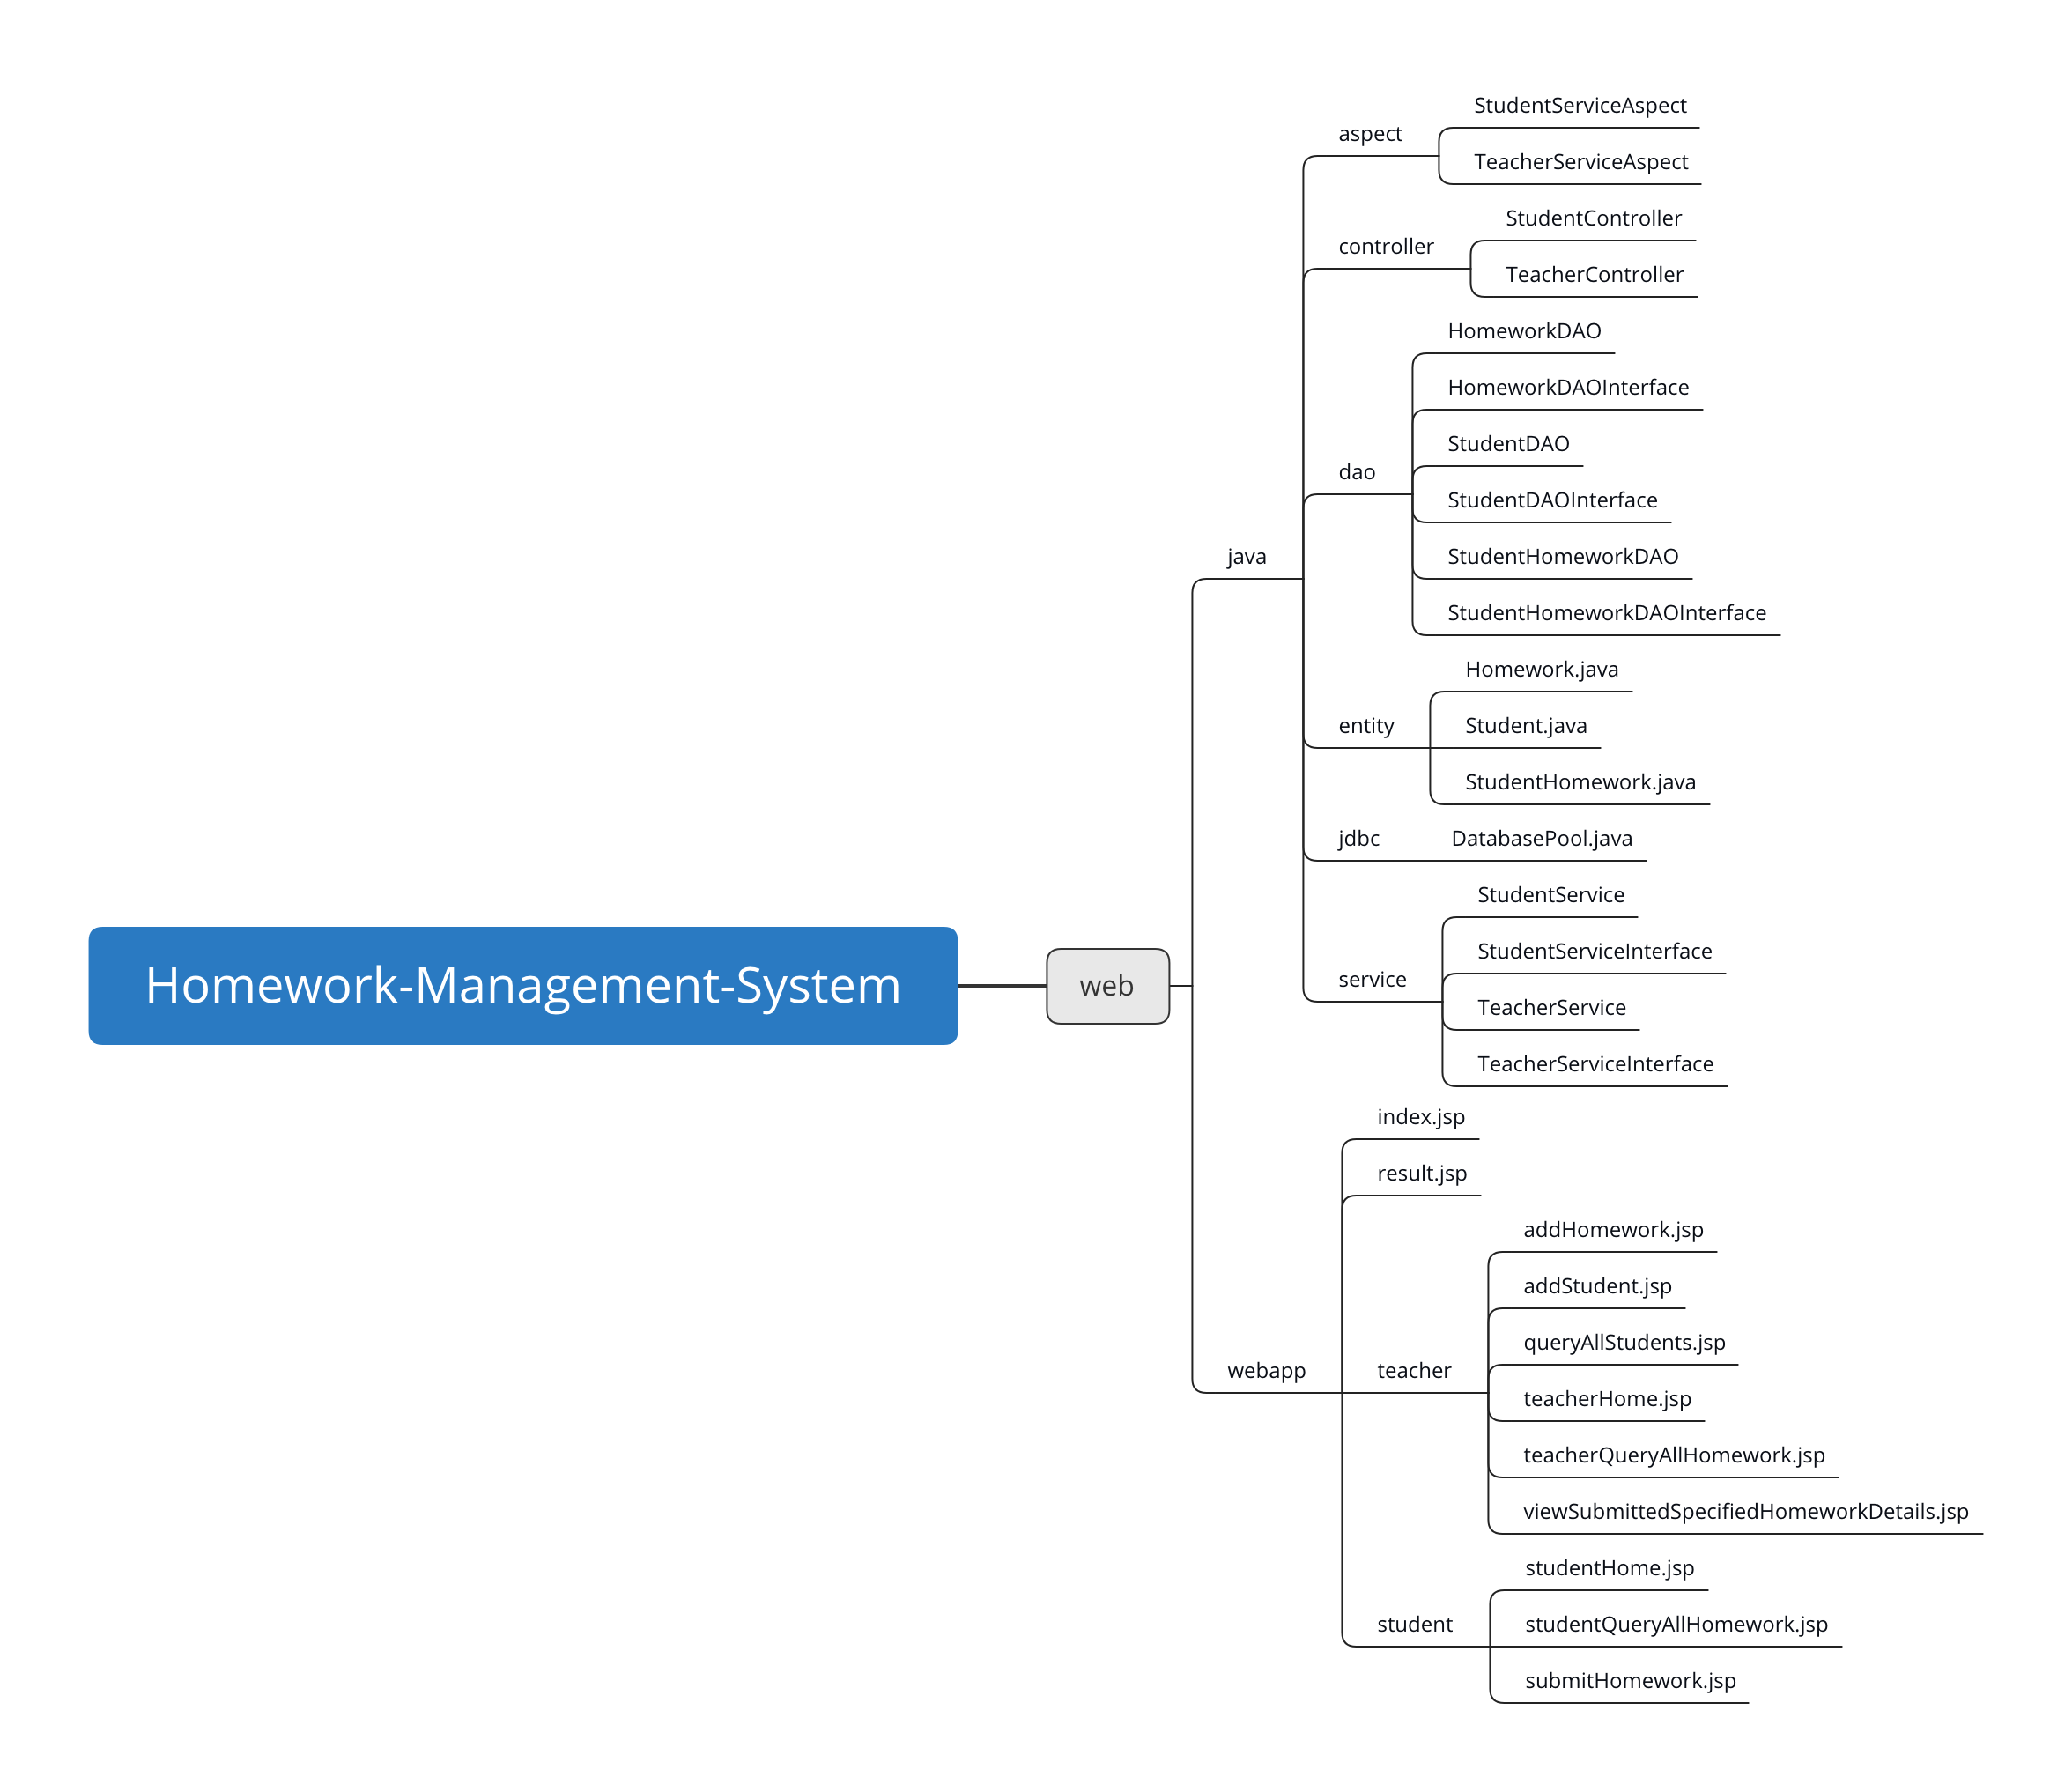 Homework-Management-System
web
java
aspect
StudentServiceAspect
TeacherServiceAspect
controller
StudentController
TeacherController
dao
HomeworkDAO
HomeworkDAOInterface
StudentDAO
StudentDAOInterface
StudentHomeworkDAO
StudentHomeworkDAOInterface
entity
Homework.java
Student.java
StudentHomework.java
jdbc
DatabasePool.java
service
StudentService
StudentServiceInterface
TeacherService
TeacherServiceInterface
webapp
index.jsp
result.jsp
teacher
addHomework.jsp
addStudent.jsp
queryAllStudents.jsp
teacherHome.jsp
teacherQueryAllHomework.jsp
viewSubmittedSpecifiedHomeworkDetails.jsp
student
studentHome.jsp
studentQueryAllHomework.jsp
submitHomework.jsp